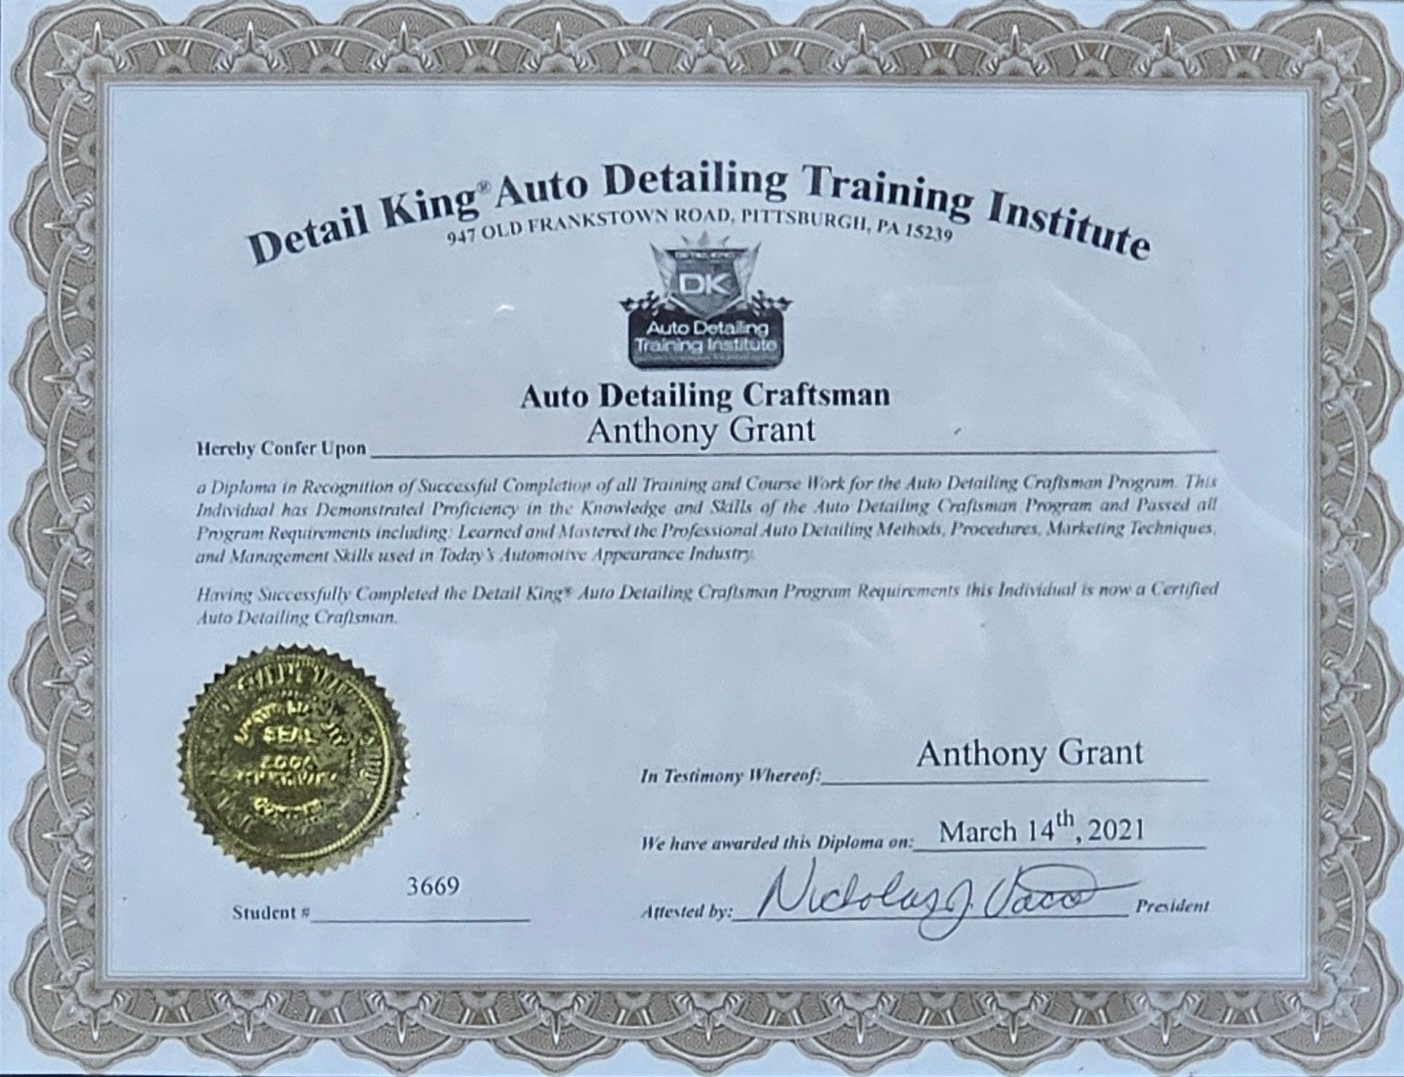 Detail King® Auto Detailing Training Institute
947 OLD FRANKSTOWN ROAD, PITTSBURGH, PA 15239
DK
Auto Detailing
Training Institute
Auto Detailing Craftsman
Hereby Confer Upon Anthony Grant
a Diploma in Recognition of Successful Completion of all Training and Course Work for the Auto Detailing Craftsman Program. This
Individual has Demonstrated Proficiency in the Knowledge and Skills of the Auto Detailing Craftsman Program and Passed all
Program Requirements including: Learned and Mastered the Professional Auto Detailing Methods, Procedures, Marketing Techniques,
and Management Skills used in Today's Automotive Appearance Industry.
Having Successfully Completed the Detail King® Auto Detailing Craftsman Program Requirements this Individual is now a Certified
Auto Detailing Craftsman.
SEAL
In Testimony Whereof: Anthony Grant
We have awarded this Diploma on: March 14th, 2021
3669
Student #
Attested by: Nickolas J. Vacco President